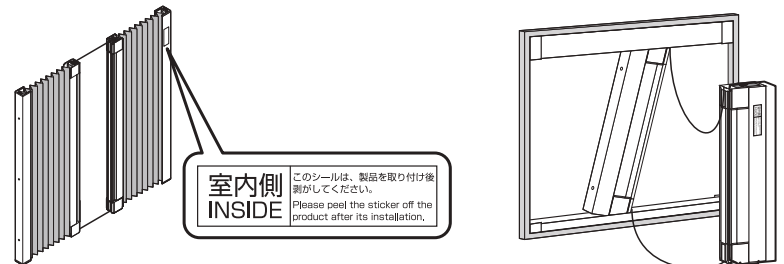 室内側
INSIDE
このシールは、製品を取り付け後
剥がしてください。
Please peel the sticker off the
product after its installation.